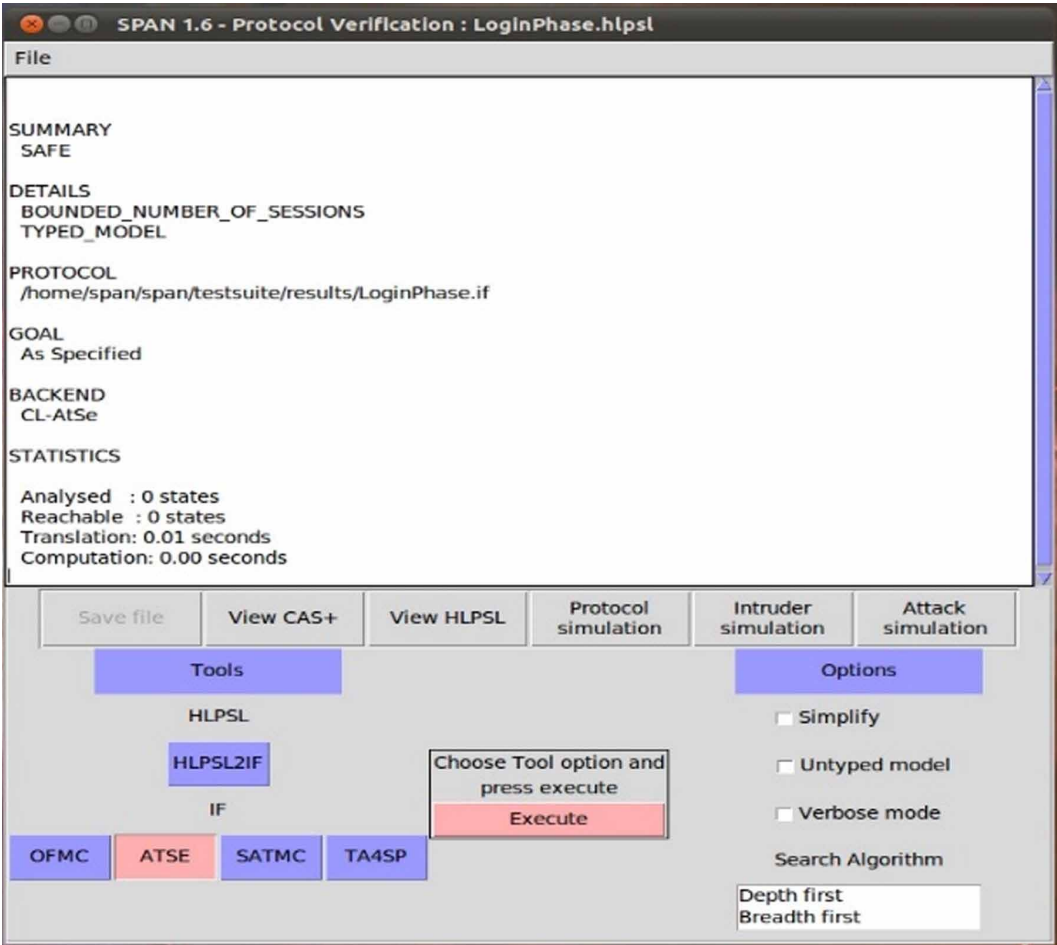 SPAN 1.6 - Protocol Verification : LoginPhase.hlpsl
File
SUMMARY
SAFE
DETAILS
BOUNDED_NUMBER_OF_SESSIONS
TYPED_MODEL
PROTOCOL
/home/span/span/testsuite/results/LoginPhase.if
GOAL
As Specified
BACKEND
CL-AtSe
STATISTICS
Analysed : 0 states
Reachable : 0 states
Translation: 0.01 seconds
Computation: 0.00 seconds
Save file
View CAS+
View HLPSL
Protocol
simulation
Intruder
simulation
Attack
simulation
Tools
HLPSL
HLPSL2IF
IF
OFMC
ATSE
SATMC
TA4SP
Choose Tool option and
press execute
Execute
Options
Simplify
Untyped model
Verbose mode
Search Algorithm
Depth first
Breadth first